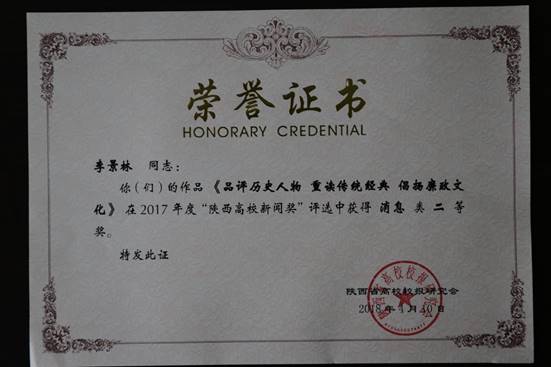 荣誉证书
HONORARY CREDENTIAL
李景林 同志：
你（们）的作品《品评历史人物 重读传统经典 倡扬廉政文
化》在2017年度“陕西高校新闻奖”评选中获得 消息 类 二 等
奖。
特发此证
陕西省高校校报研究会
2018年4月10日